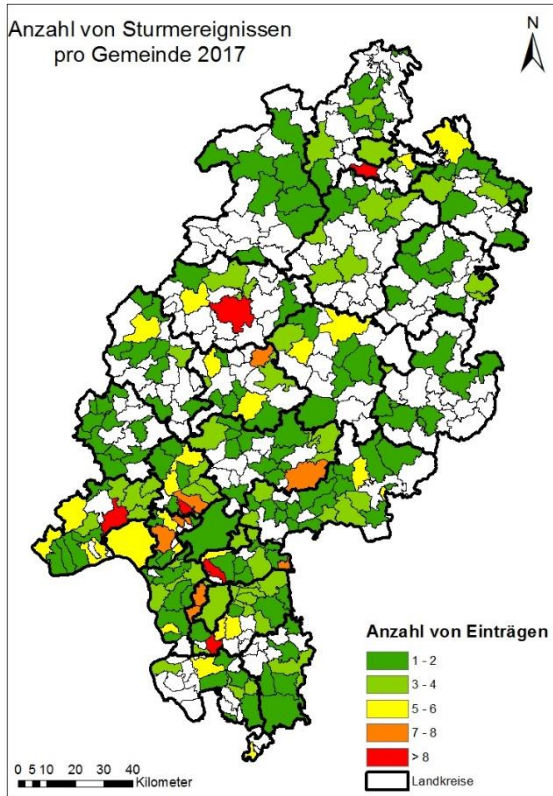 Anzahl von Sturmereignissen
pro Gemeinde 2017
N
Anzahl von Einträgen
1 - 2
3 - 4
5 - 6
7 - 8
> 8
Landkreise
0 5 10 20 30 40
Kilometer